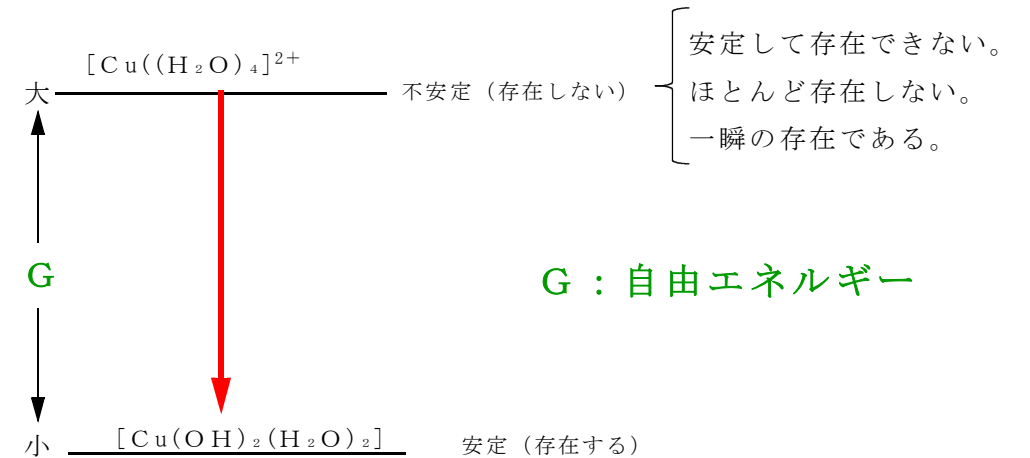 [Cu((H₂O)₄]²⁺
大
不安定（存在しない）
安定して存在できない。
ほとんど存在しない。
一瞬の存在である。
G
G：自由エネルギー
小
[Cu(OH)₂(H₂O)₂]
安定（存在する）